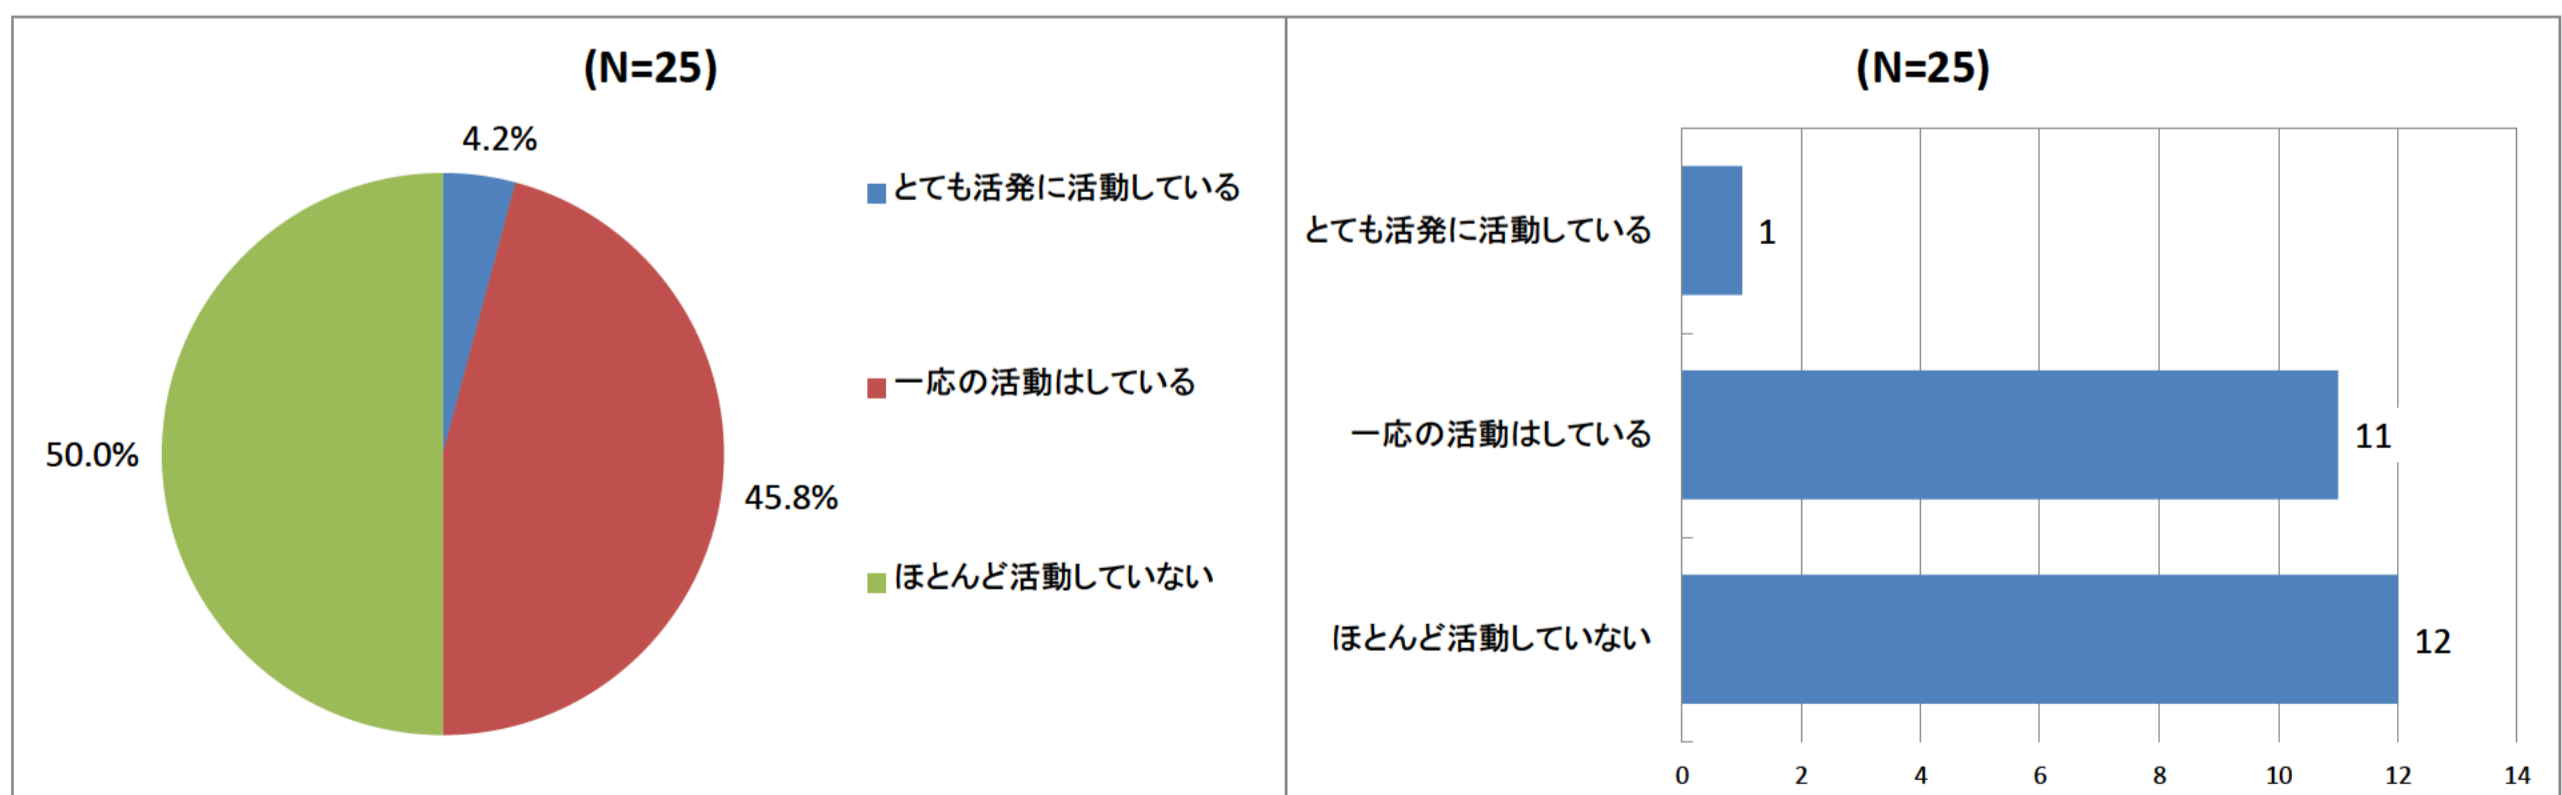 (N=25)
4.2%
45.8%
50.0%
とても活発に活動している
一応の活動はしている
ほとんど活動していない
(N=25)
とても活発に活動している
1
一応の活動はしている
11
ほとんど活動していない
12
0 2 4 6 8 10 12 14